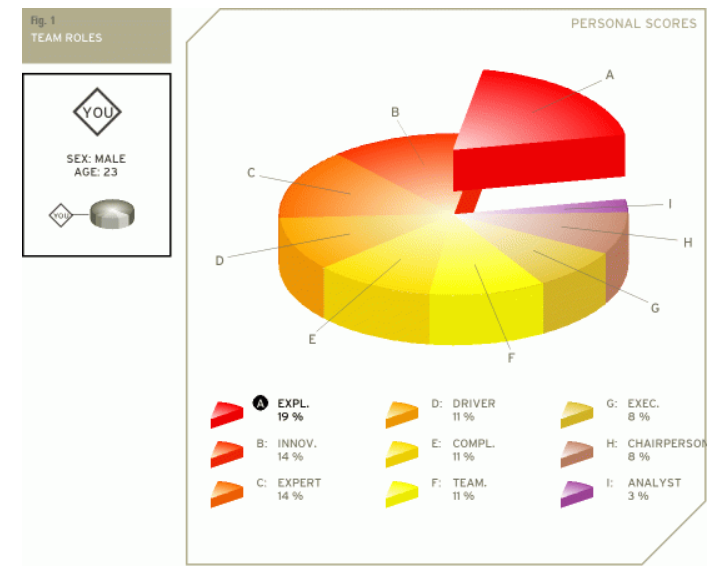 Fig. 1
TEAM ROLES
PERSONAL SCORES
YOU
SEX: MALE
AGE: 23
YOU
A
B
C
D
E
F
G
H
I
A EXPL.
19 %
B: INNOV.
14 %
C: EXPERT
14 %
D: DRIVER
11 %
E: COMPL.
11 %
F: TEAM.
11 %
G: EXEC.
8 %
H: CHAIRPERSON
8 %
I: ANALYST
3 %